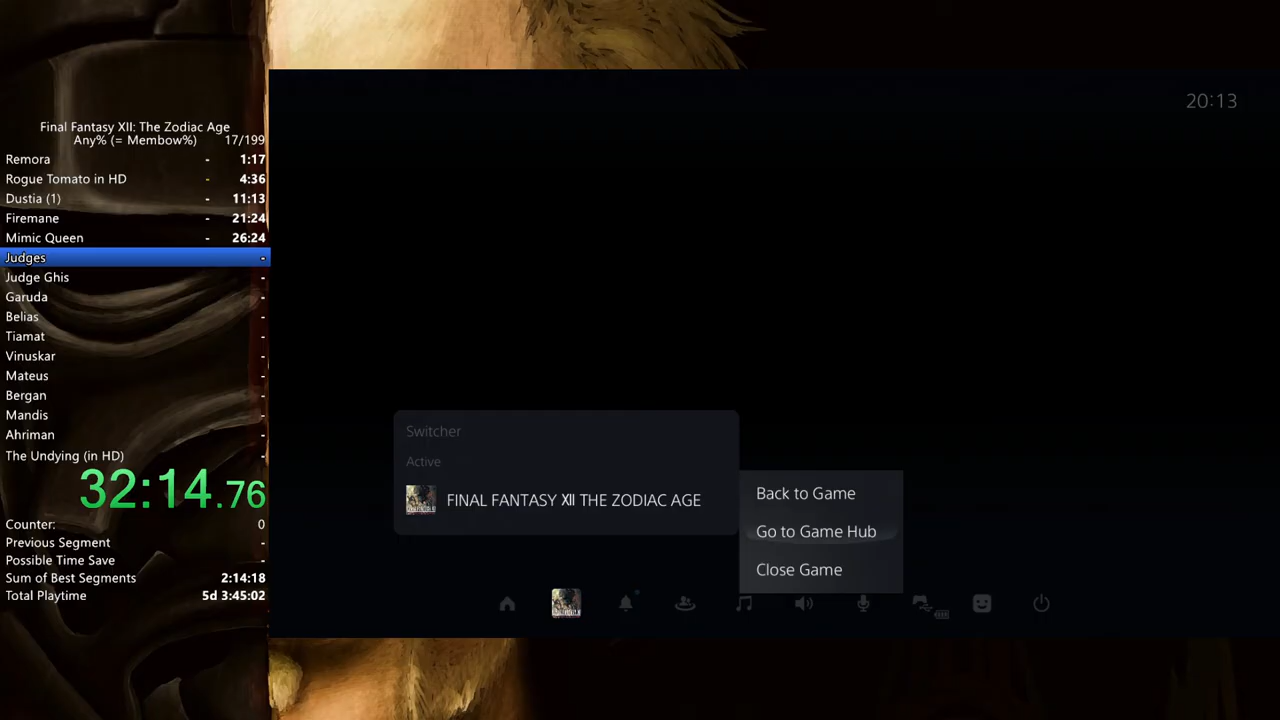 Final Fantasy XII: The Zodiac Age
Any% (= Membow%) 17/199
Remora - 1:17
Rogue Tomato in HD - 4:36
Dustia (1) - 11:13
Firemane - 21:24
Mimic Queen - 26:24
Judges -
Judge Ghis -
Garuda -
Belias -
Tiamat -
Vinuskar -
Mateus -
Bergan -
Mandis -
Ahriman -
The Undying (in HD) -
32:14.76
Counter: 0
Previous Segment -
Possible Time Save -
Sum of Best Segments 2:14:18
Total Playtime 5d 3:45:02
20:13
Switcher
Active
FINAL FANTASY XII THE ZODIAC AGE
Back to Game
Go to Game Hub
Close Game